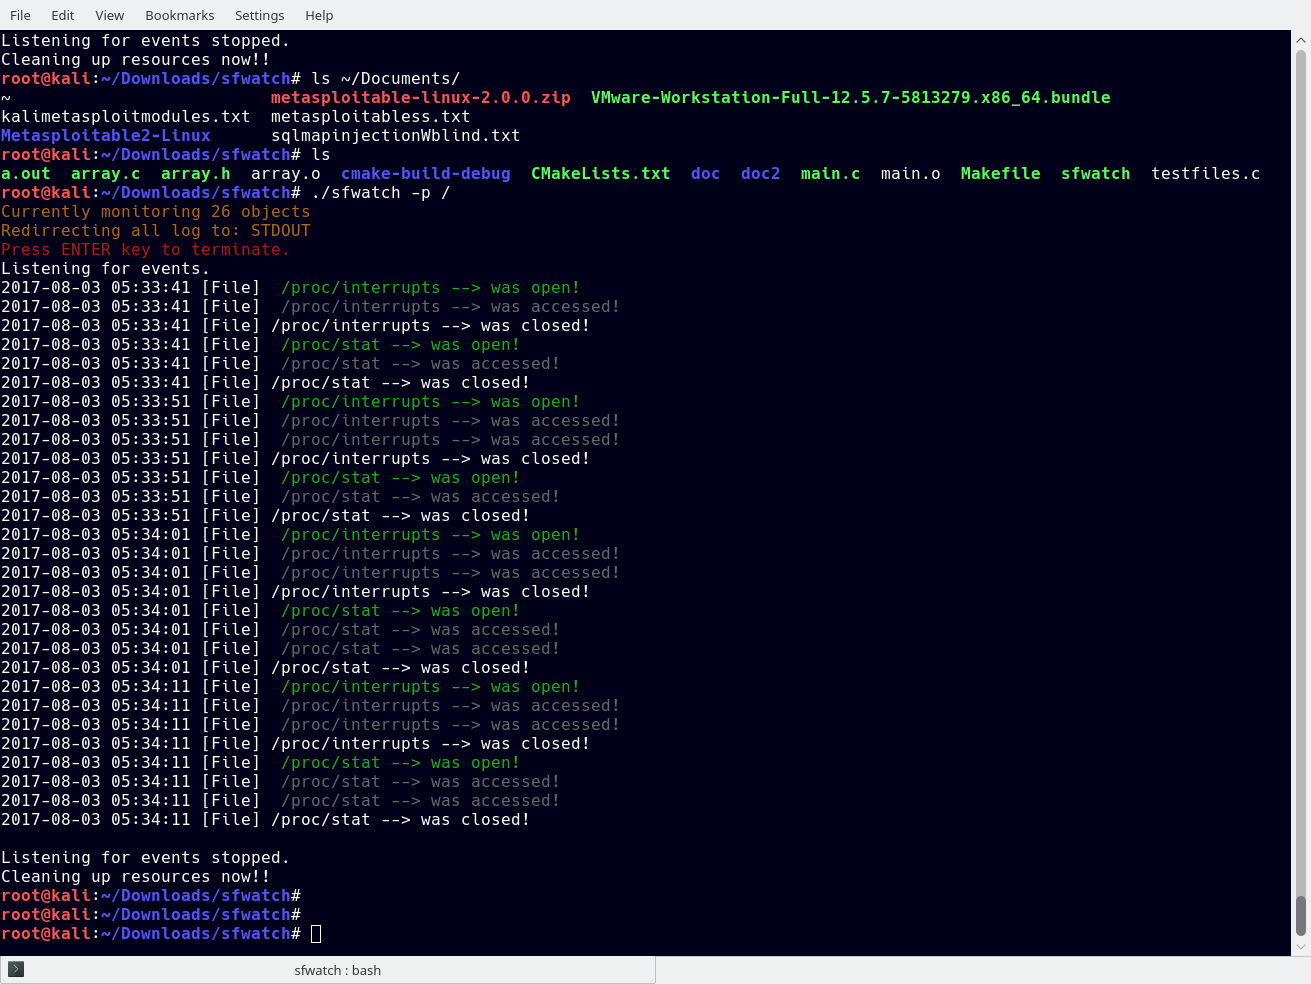 File Edit View Bookmarks Settings Help
Listening for events stopped.
Cleaning up resources now!!
root@kali:~/Downloads/sfwatch# ls ~/Documents/
~ metasploitable-linux-2.0.0.zip VMware-Workstation-Full-12.5.7-5813279.x86_64.bundle
kalimetasploitmodules.txt metasploitabless.txt
Metasploitable2-Linux sqlmapinjectionWblind.txt
root@kali:~/Downloads/sfwatch# ls
a.out array.c array.h array.o cmake-build-debug CMakeLists.txt doc doc2 main.c main.o Makefile sfwatch testfiles.c
root@kali:~/Downloads/sfwatch# ./sfwatch -p /
Currently monitoring 26 objects
Redirrecting all log to: STDOUT
Press ENTER key to terminate.
Listening for events.
2017-08-03 05:33:41 [File]  /proc/interrupts --> was open!
2017-08-03 05:33:41 [File]  /proc/interrupts --> was accessed!
2017-08-03 05:33:41 [File] /proc/interrupts --> was closed!
2017-08-03 05:33:41 [File]  /proc/stat --> was open!
2017-08-03 05:33:41 [File]  /proc/stat --> was accessed!
2017-08-03 05:33:41 [File] /proc/stat --> was closed!
2017-08-03 05:33:51 [File]  /proc/interrupts --> was open!
2017-08-03 05:33:51 [File]  /proc/interrupts --> was accessed!
2017-08-03 05:33:51 [File]  /proc/interrupts --> was accessed!
2017-08-03 05:33:51 [File] /proc/interrupts --> was closed!
2017-08-03 05:33:51 [File]  /proc/stat --> was open!
2017-08-03 05:33:51 [File]  /proc/stat --> was accessed!
2017-08-03 05:33:51 [File] /proc/stat --> was closed!
2017-08-03 05:34:01 [File]  /proc/interrupts --> was open!
2017-08-03 05:34:01 [File]  /proc/interrupts --> was accessed!
2017-08-03 05:34:01 [File]  /proc/interrupts --> was accessed!
2017-08-03 05:34:01 [File] /proc/interrupts --> was closed!
2017-08-03 05:34:01 [File]  /proc/stat --> was open!
2017-08-03 05:34:01 [File]  /proc/stat --> was accessed!
2017-08-03 05:34:01 [File]  /proc/stat --> was accessed!
2017-08-03 05:34:01 [File] /proc/stat --> was closed!
2017-08-03 05:34:11 [File]  /proc/interrupts --> was open!
2017-08-03 05:34:11 [File]  /proc/interrupts --> was accessed!
2017-08-03 05:34:11 [File]  /proc/interrupts --> was accessed!
2017-08-03 05:34:11 [File] /proc/interrupts --> was closed!
2017-08-03 05:34:11 [File]  /proc/stat --> was open!
2017-08-03 05:34:11 [File]  /proc/stat --> was accessed!
2017-08-03 05:34:11 [File]  /proc/stat --> was accessed!
2017-08-03 05:34:11 [File] /proc/stat --> was closed!
Listening for events stopped.
Cleaning up resources now!!
root@kali:~/Downloads/sfwatch#
root@kali:~/Downloads/sfwatch#
root@kali:~/Downloads/sfwatch#
sfwatch : bash